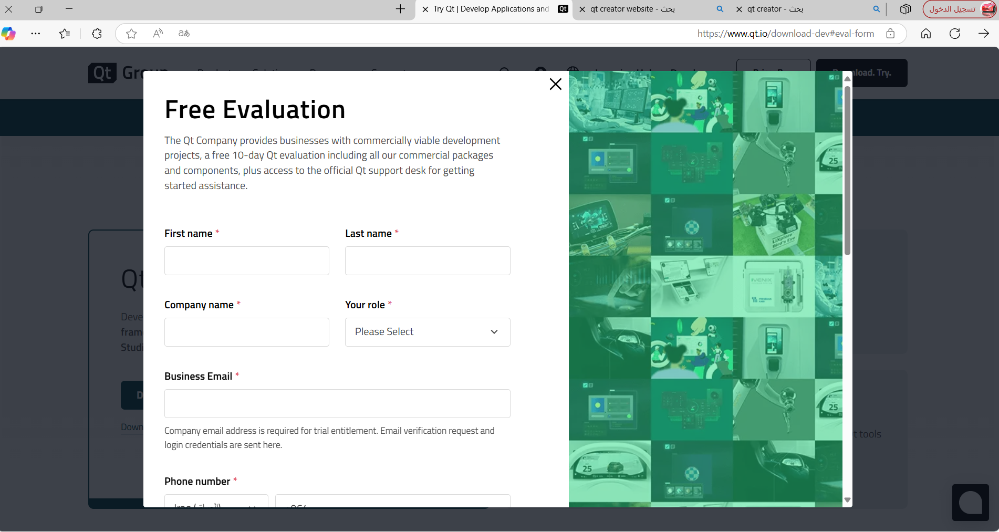 Try Qt | Develop Applications and
Qt
qt creator website - بحث
qt creator - بحث
تسجيل الدخول
https://www.qt.io/download-dev#eval-form
Qt
load. Try.
Free Evaluation
The Qt Company provides businesses with commercially viable development
projects, a free 10-day Qt evaluation including all our commercial packages
and components, plus access to the official Qt support desk for getting
started assistance.
First name *
Last name *
Company name *
Your role *
Please Select
Business Email *
Company email address is required for trial entitlement. Email verification request and
login credentials are sent here.
Phone number *
Qt
Deve
fram
Studi
D
Down
t tools
25
LiXplore
Bird's Eye
IVENIX
25
25